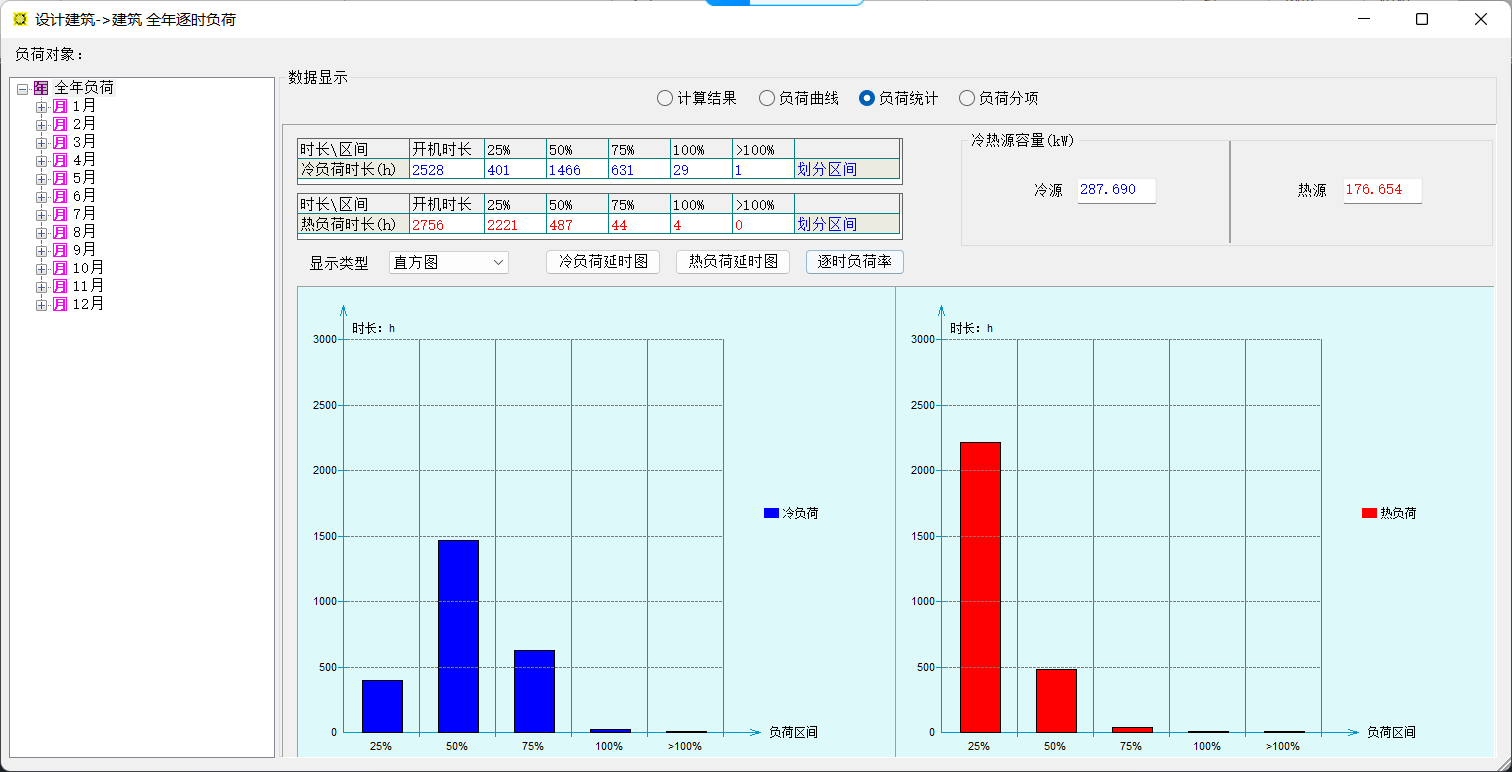 设计建筑->建筑 全年逐时负荷
负荷对象：
全年负荷
1月
2月
3月
4月
5月
6月
7月
8月
9月
10月
11月
12月
数据显示
计算结果 负荷曲线 负荷统计 负荷分项
时长\区间 开机时长 25% 50% 75% 100% >100%
冷负荷时长(h) 2528 401 1466 631 29 1 划分区间
时长\区间 开机时长 25% 50% 75% 100% >100%
热负荷时长(h) 2756 2221 487 44 4 0 划分区间
冷热源容量(kW)
冷源 287.690 热源 176.654
显示类型 直方图 冷负荷延时图 热负荷延时图 逐时负荷率
时长：h
3000
2500
2000
1500
1000
500
0
25% 50% 75% 100% >100%
负荷区间
冷负荷
时长：h
3000
2500
2000
1500
1000
500
0
25% 50% 75% 100% >100%
负荷区间
热负荷